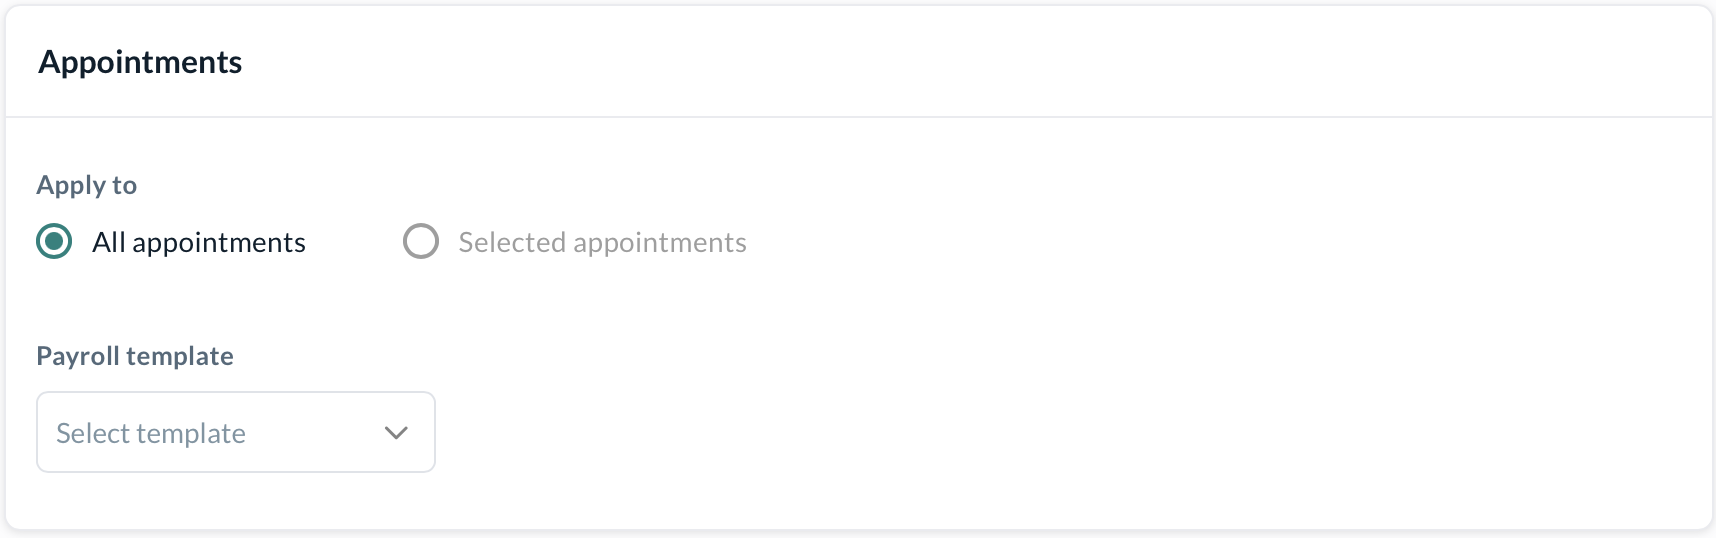 Appointments
Apply to
All appointments Selected appointments
Payroll template
Select template